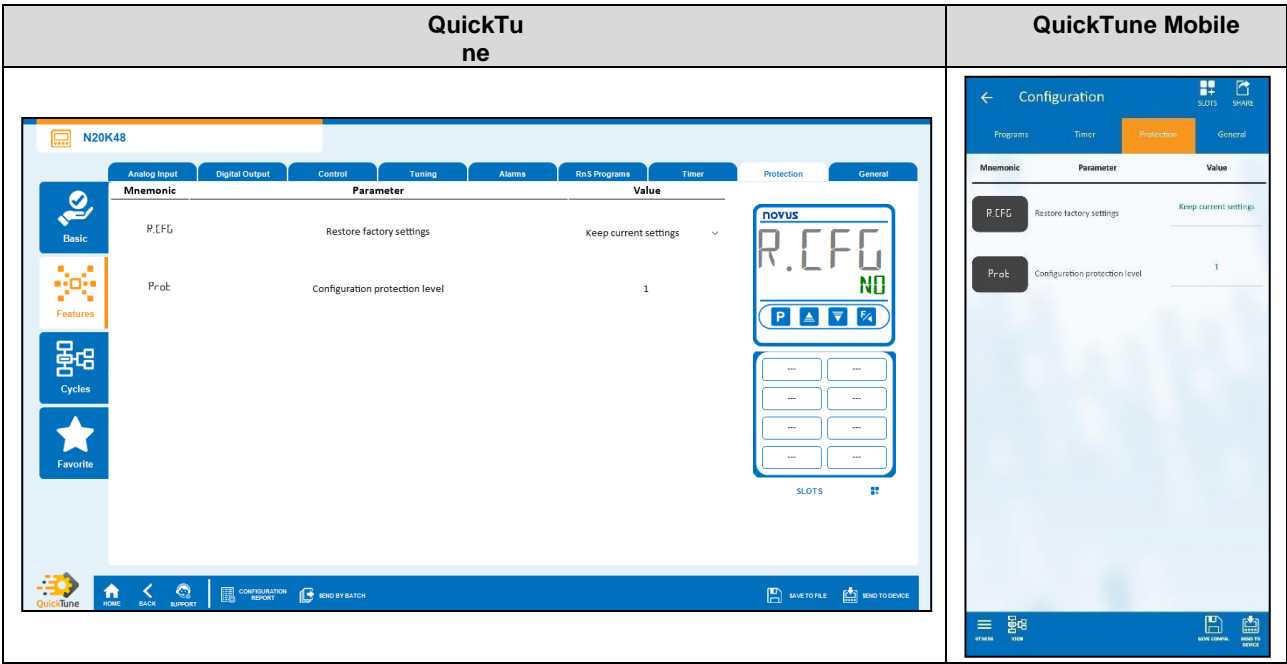 QuickTu
ne
QuickTune Mobile
N20K48
Analog Input Digital Output Control Tuning Alarms RnS Programs Timer Protection General
Mnemonic Parameter Value
R.CFG Restore factory settings Keep current settings
Prot Configuration protection level 1
Basic
Features
Cycles
Favorite
novus
R.CFG
NO
P F/
--- ---
--- ---
--- ---
--- ---
SLOTS
QuickTune
HOME BACK SUPPORT CONFIGURATION
REPORT SEND BY BATCH SAVE TO FILE SEND TO DEVICE
Configuration
SLOTS SHARE
Programs Timer Protection General
Mnemonic Parameter Value
R.CFG Restore factory settings Keep current settings
Prot Configuration protection level 1
OTHERS VIEW SAVE CONFIG. SEND TO
DEVICE